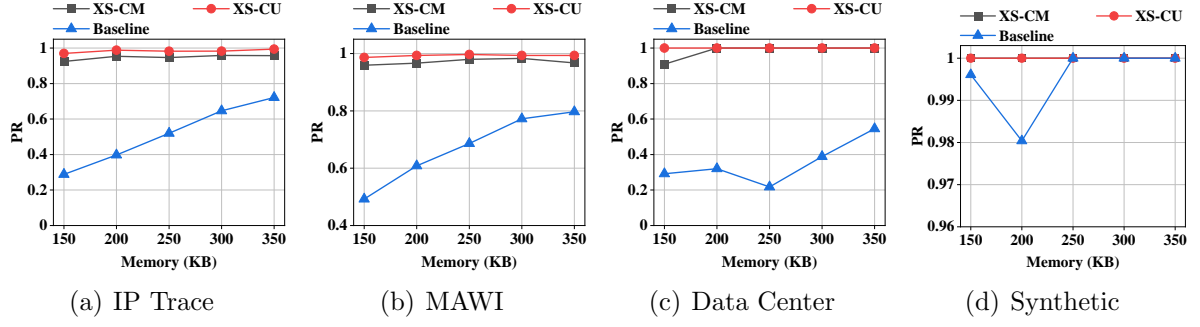 XS-CM XS-CU
Baseline
1
0.8
0.6
0.4
0.2
0
PR
150 200 250 300 350
Memory (KB)
(a) IP Trace
XS-CM XS-CU
Baseline
1
0.8
0.6
0.4
PR
150 200 250 300 350
Memory (KB)
(b) MAWI
XS-CM XS-CU
Baseline
1
0.8
0.6
0.4
0.2
0
PR
150 200 250 300 350
Memory (KB)
(c) Data Center
XS-CM XS-CU
Baseline
1
0.99
0.98
0.97
0.96
PR
150 200 250 300 350
Memory (KB)
(d) Synthetic